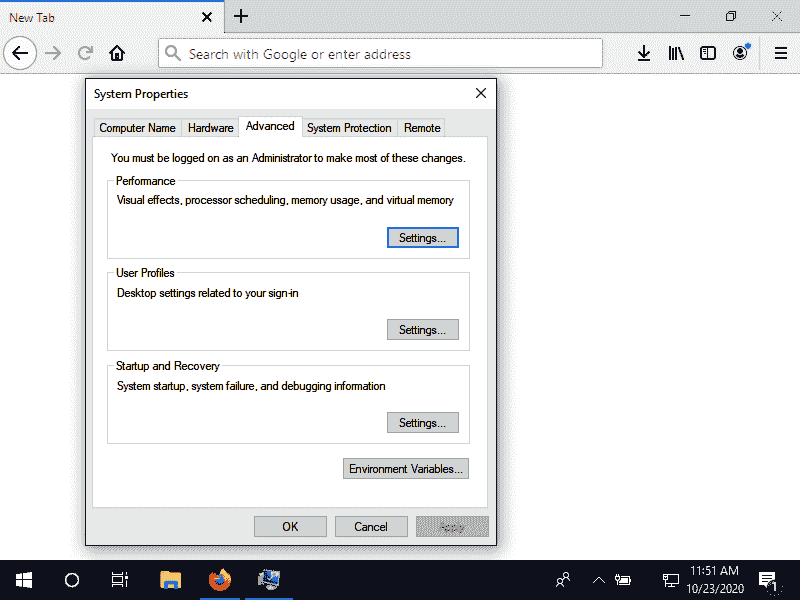 New Tab
Search with Google or enter address
System Properties
Computer Name Hardware Advanced System Protection Remote
You must be logged on as an Administrator to make most of these changes.
Performance
Visual effects, processor scheduling, memory usage, and virtual memory
Settings...
User Profiles
Desktop settings related to your sign-in
Settings...
Startup and Recovery
System startup, system failure, and debugging information
Settings...
Environment Variables...
OK Cancel Apply
11:51 AM
10/23/2020
1